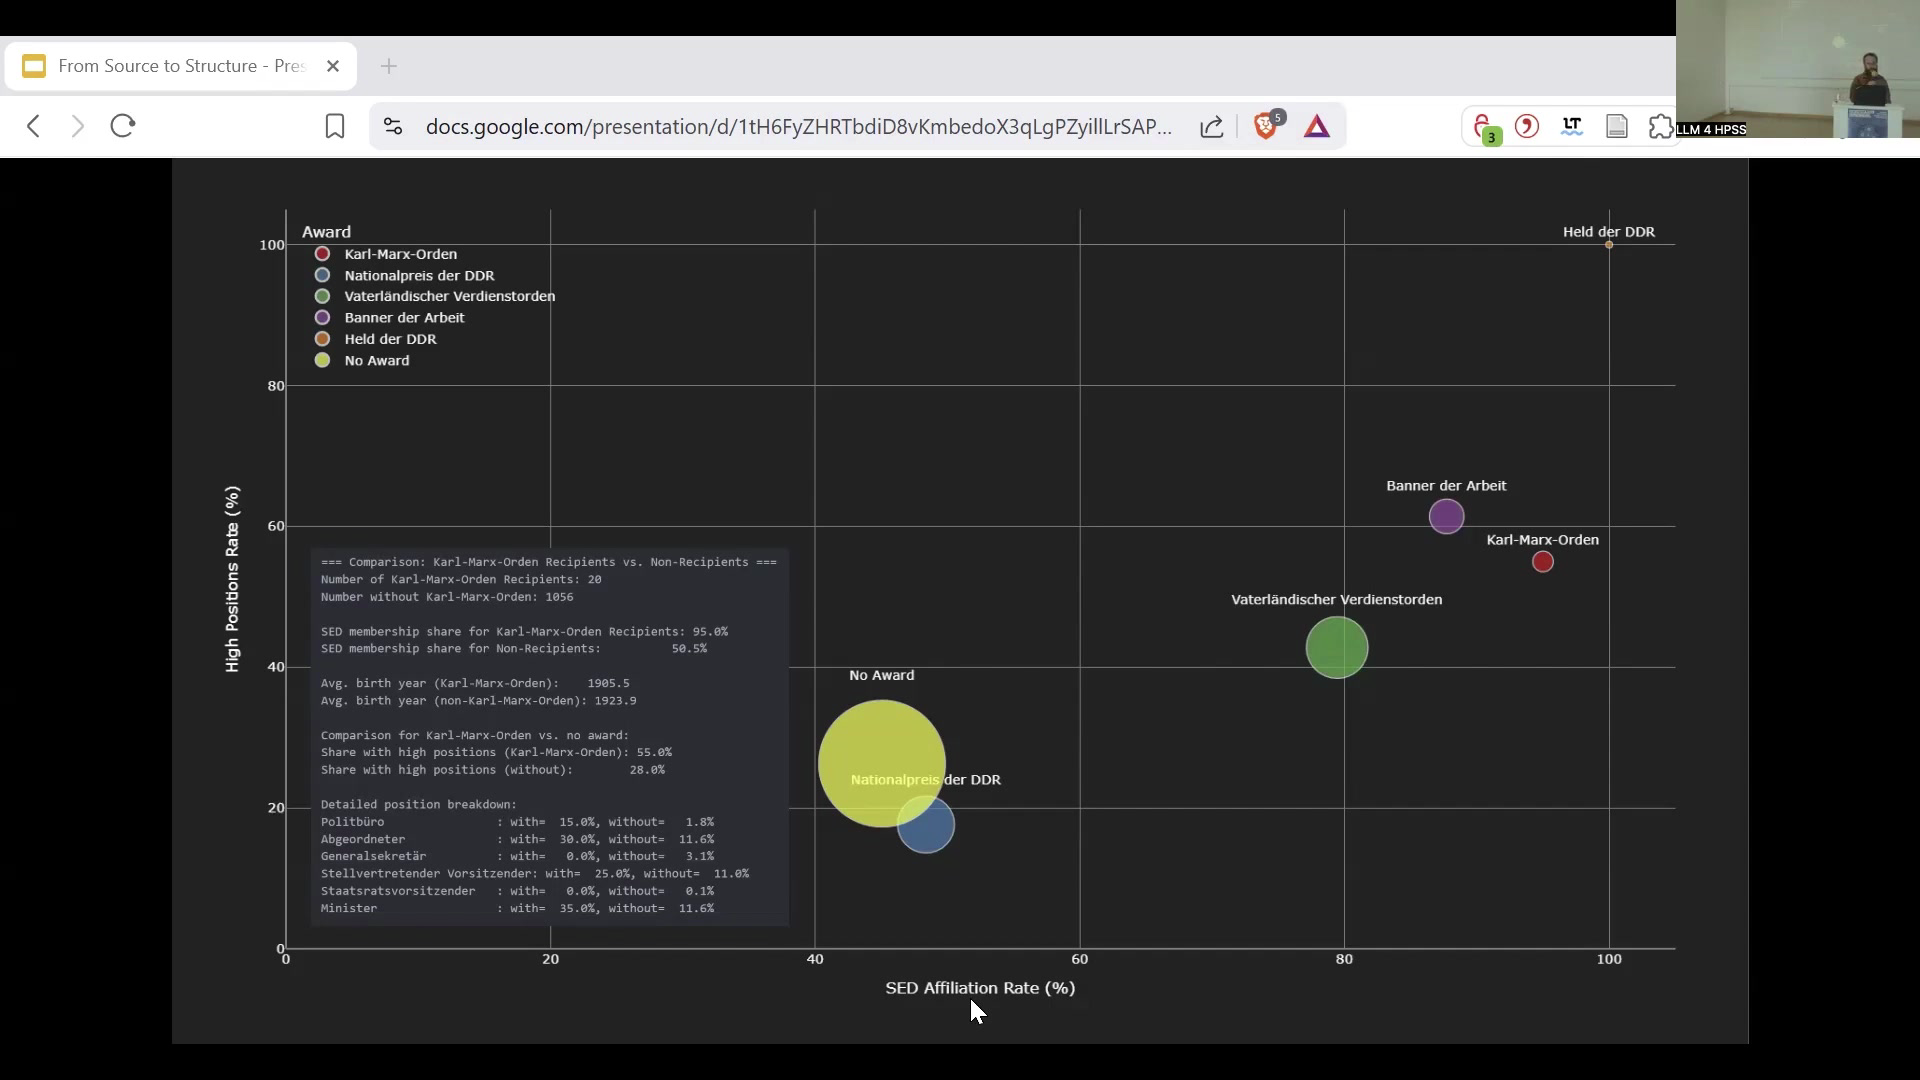 From Source to Structure - Pres
docs.google.com/presentation/d/1tH6FyZHRTbdiD8vKmbedoX3qLgPZyillLrSAP...
5
3
LT
LLM 4 HPSS
Award
Karl-Marx-Orden
Nationalpreis der DDR
Vaterländischer Verdienstorden
Banner der Arbeit
Held der DDR
No Award
High Positions Rate (%)
100
80
60
40
20
0
Held der DDR
Banner der Arbeit
Karl-Marx-Orden
Vaterländischer Verdienstorden
No Award
Nationalpreis der DDR
=== Comparison: Karl-Marx-Orden Recipients vs. Non-Recipients ===
Number of Karl-Marx-Orden Recipients: 20
Number without Karl-Marx-Orden: 1056
SED membership share for Karl-Marx-Orden Recipients: 95.0%
SED membership share for Non-Recipients: 50.5%
Avg. birth year (Karl-Marx-Orden): 1905.5
Avg. birth year (non-Karl-Marx-Orden): 1923.9
Comparison for Karl-Marx-Orden vs. no award:
Share with high positions (Karl-Marx-Orden): 55.0%
Share with high positions (without): 28.0%
Detailed position breakdown:
Politbüro : with= 15.0%, without= 1.8%
Abgeordneter : with= 30.0%, without= 11.6%
Generalsekretär : with= 0.0%, without= 3.1%
Stellvertretender Vorsitzender: with= 25.0%, without= 11.0%
Staatsratsvorsitzender : with= 0.0%, without= 0.1%
Minister : with= 35.0%, without= 11.6%
0 20 40 60 80 100
SED Affiliation Rate (%)